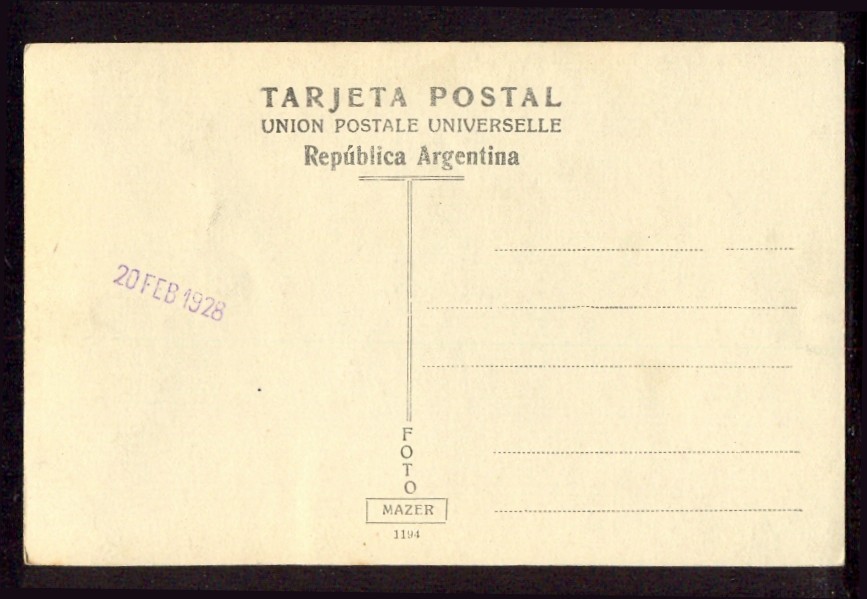 TARJETA POSTAL
UNION POSTALE UNIVERSELLE
República Argentina
20 FEB 1928
FOTO
MAZER
1194